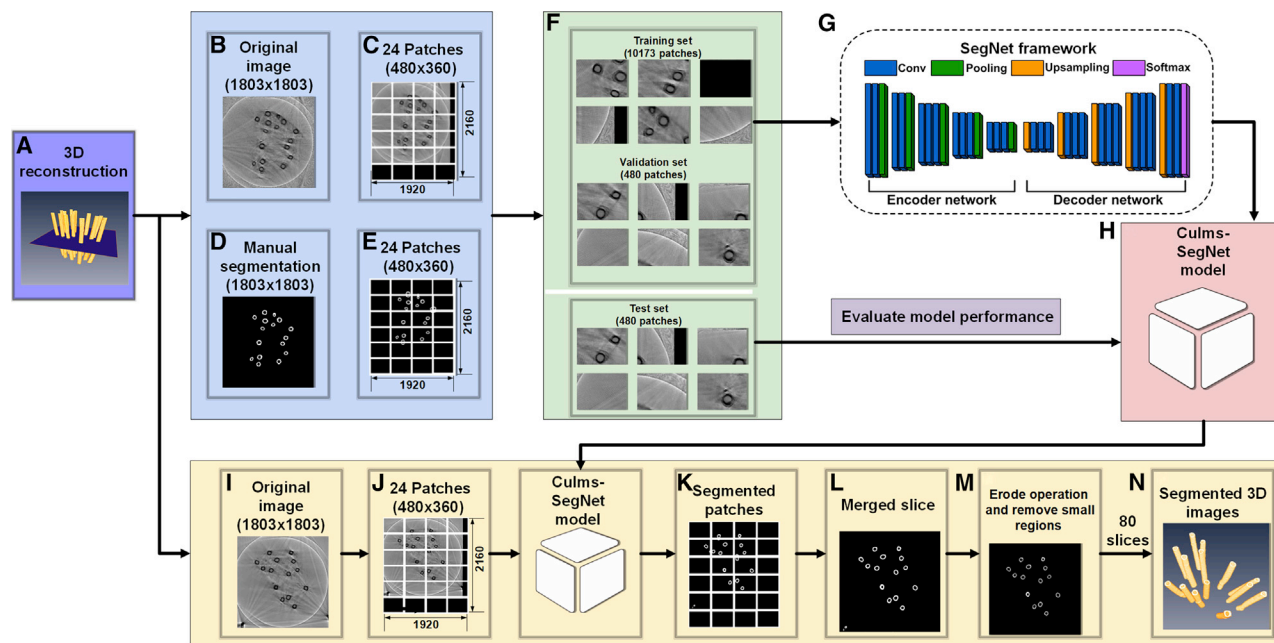 A
3D
reconstruction
B
Original
image
(1803x1803)
C
24 Patches
(480x360)
2160
1920
D
Manual
segmentation
(1803x1803)
E
24 Patches
(480x360)
2160
1920
F
Training set
(10173 patches)
Validation set
(480 patches)
Test set
(480 patches)
G
SegNet framework
Conv
Pooling
Upsampling
Softmax
Encoder network
Decoder network
Evaluate model performance
H
Culms-
SegNet
model
I
Original
image
(1803x1803)
J
24 Patches
(480x360)
2160
1920
Culms-
SegNet
model
K
Segmented
patches
L
Merged slice
M
Erode operation
and remove small
regions
80
slices
N
Segmented 3D
images